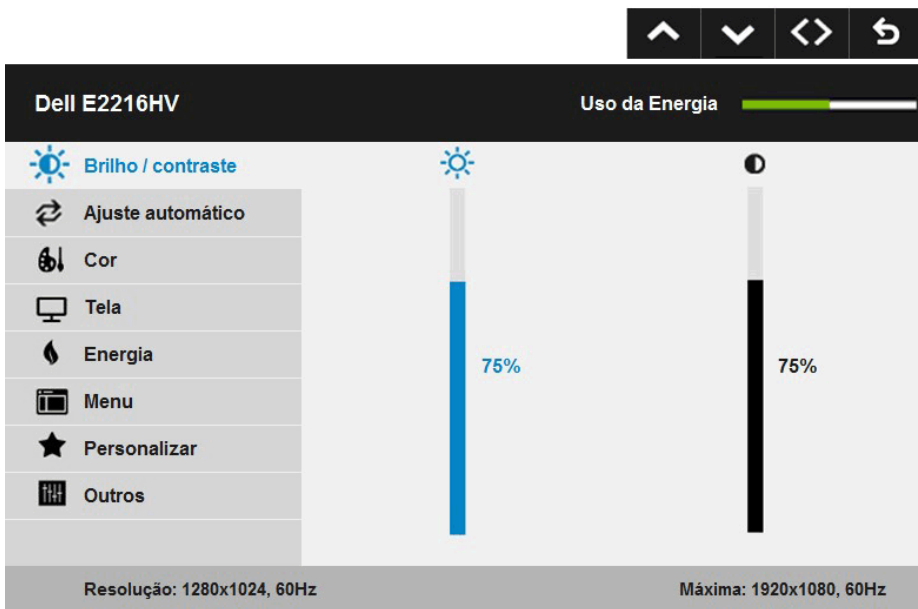 Dell E2216HV
Uso da Energia
Brilho / contraste
Ajuste automático
Cor
Tela
Energia
Menu
Personalizar
Outros
75%
75%
Resolução: 1280x1024, 60Hz
Máxima: 1920x1080, 60Hz